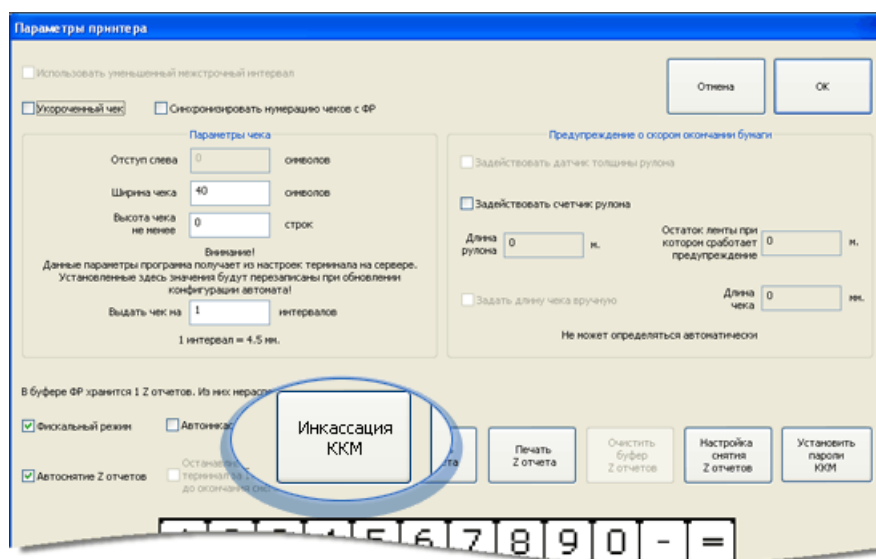 Параметры принтера
Использовать уменьшенный межстрочный интервал
Отмена
ОК
Укороченный чек
Синхронизировать нумерацию чеков с ФР
Параметры чека
Отступ слева 0 символов
Ширина чека 40 символов
Высота чека
не менее 0 строк
Внимание!
Данные параметры программа получает из настроек терминала на сервере.
Установленные здесь значения будут перезаписаны при обновлении
конфигурации автомата!
Выдать чек на 1 интервалов
1 интервал = 4.5 мм.
Предупреждение о скором окончании бумаги
Задействовать датчик толщины рулона
Задействовать счетчик рулона
Длина
рулона 0 м.
Остаток ленты при
котором сработает
предупреждение 0 м.
Задать длину чека вручную
Длина
чека 0 мм.
Не может определяться автоматически
В буфере ФР хранится 1 Z отчетов. Из них
Фискальный режим
Автоснятие Z отчетов
терминал
до окончания
Инкассация
ККМ
Печать
Z отчета
Очистить
буфер
Z отчетов
Настройка
снятия
Z отчетов
Установить
пароли
ККМ
4 5 6 7 8 9 0 - =